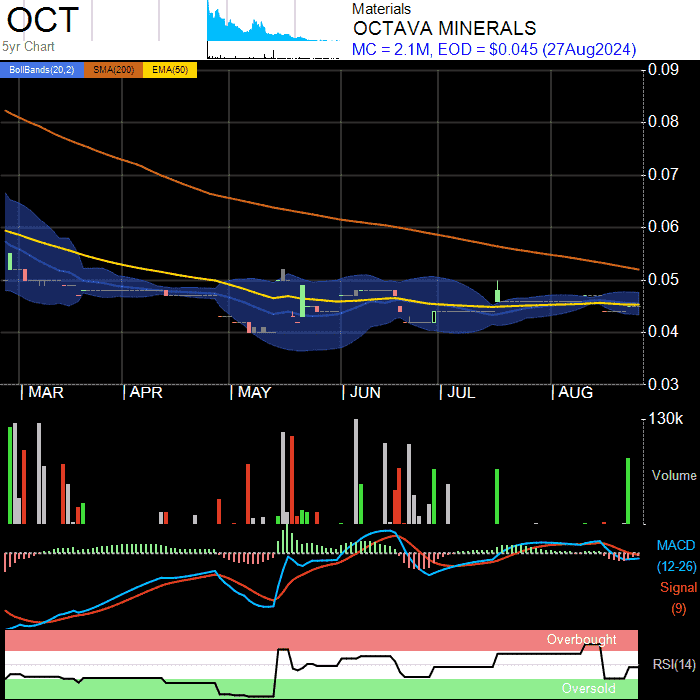 OCT
5yr Chart
Materials
OCTAVA MINERALS
MC = 2.1M, EOD = $0.045 (27Aug2024)
BollBands(20,2) SMA(200) EMA(50)
0.09
0.08
0.07
0.06
0.05
0.04
0.03
MAR APR MAY JUN JUL AUG
130k
Volume
MACD
(12-26)
Signal
(9)
Overbought
RSI(14)
Oversold